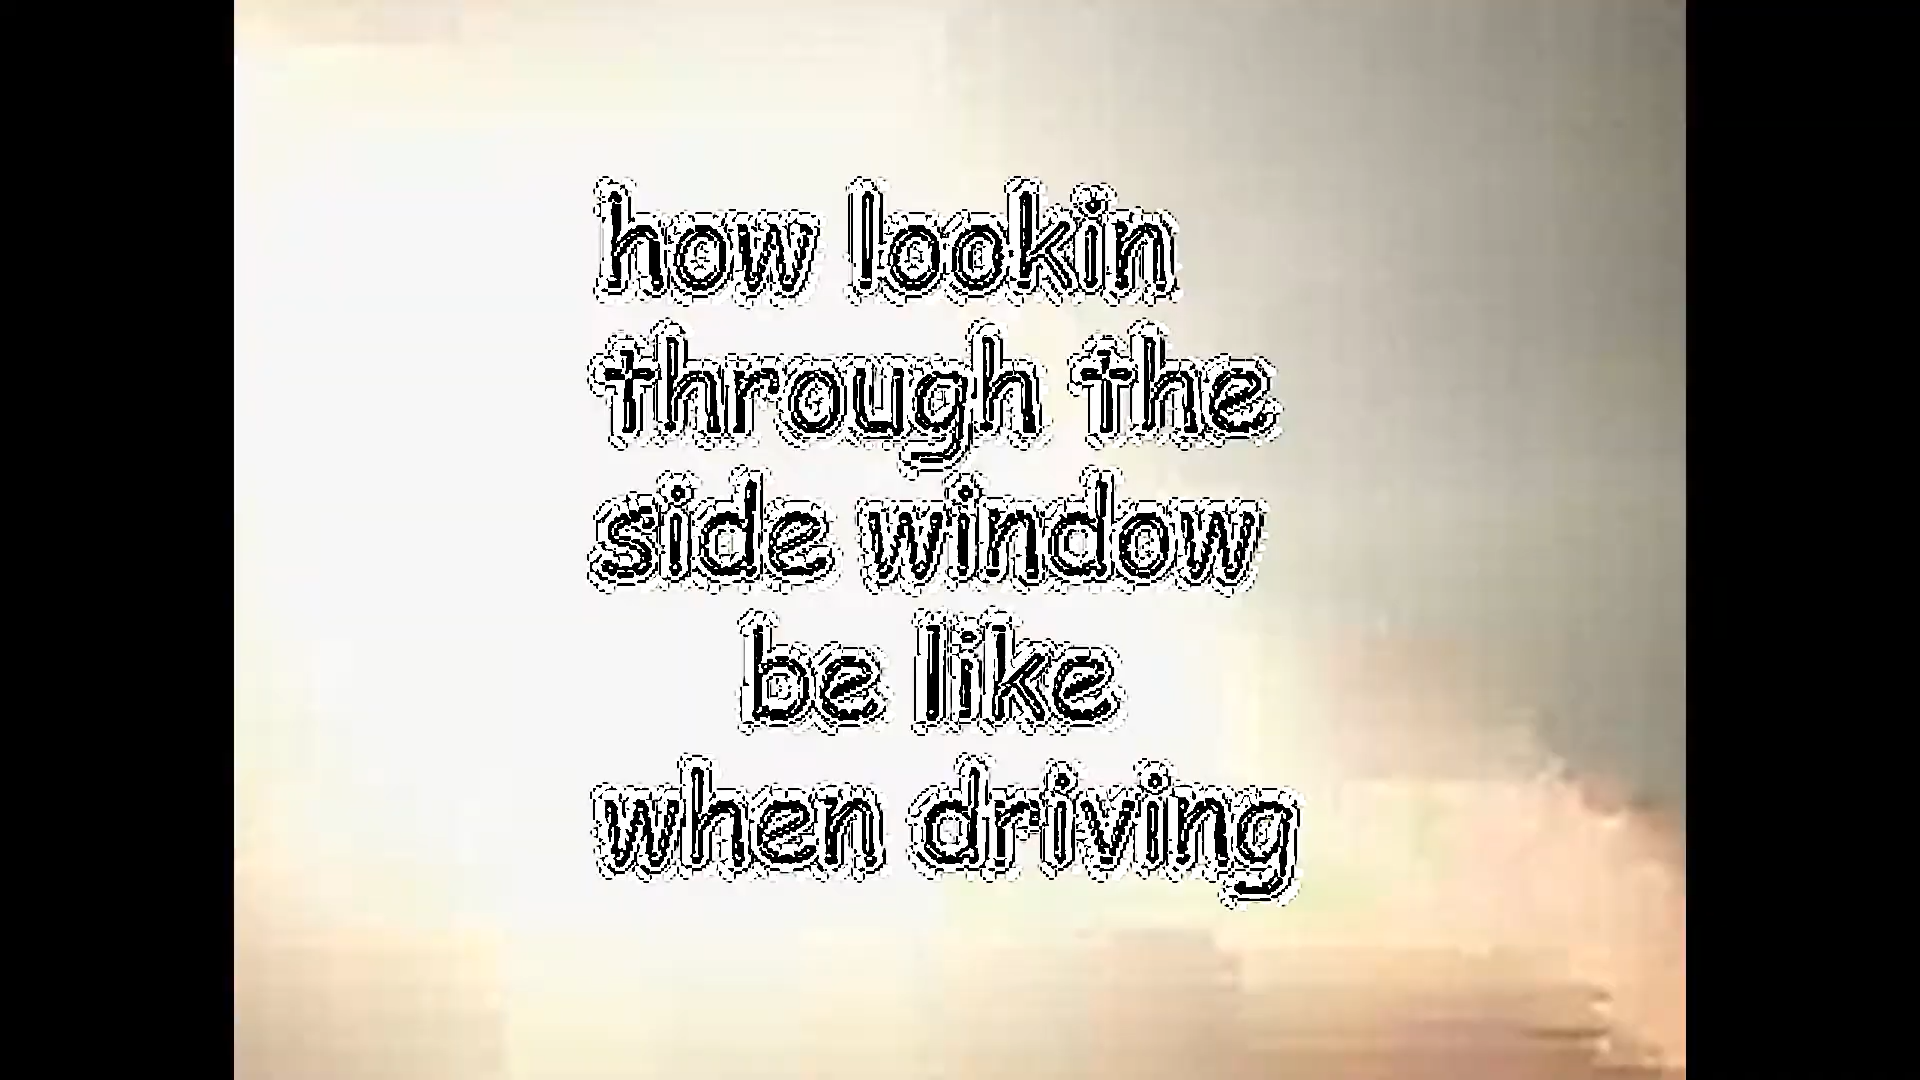 how lookin
through the
side window
be like
when driving